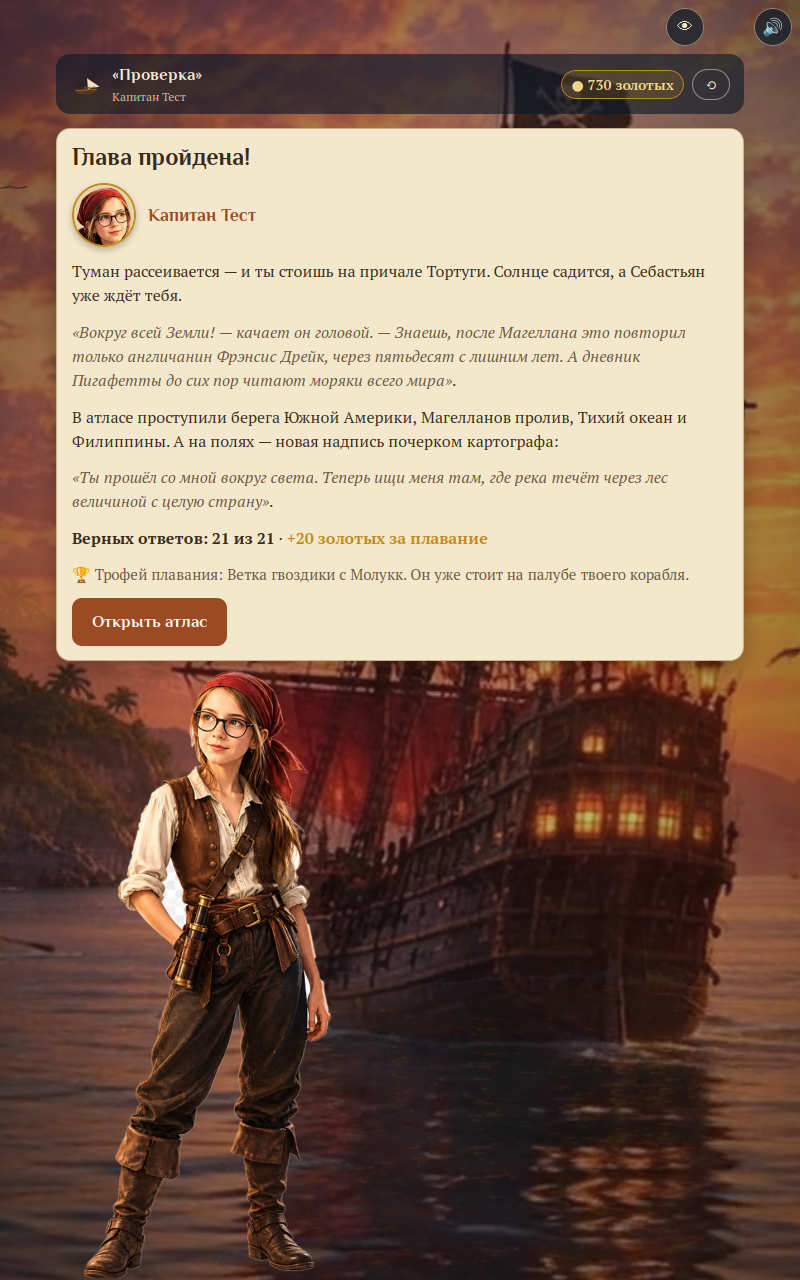 «Проверка»
Капитан Тест
730 золотых
Глава пройдена!
Капитан Тест
Туман рассеивается — и ты стоишь на причале Тортуги. Солнце садится, а Себастьян
уже ждёт тебя.
«Вокруг всей Земли! — качает он головой. — Знаешь, после Магеллана это повторил
только англичанин Фрэнсис Дрейк, через пятьдесят с лишним лет. А дневник
Пигафетты до сих пор читают моряки всего мира».
В атласе проступили берега Южной Америки, Магелланов пролив, Тихий океан и
Филиппины. А на полях — новая надпись почерком картографа:
«Ты прошёл со мной вокруг света. Теперь ищи меня там, где река течёт через лес
величиной с целую страну».
Верных ответов: 21 из 21 · +20 золотых за плавание
🏆 Трофей плавания: Ветка гвоздики с Молукк. Он уже стоит на палубе твоего корабля.
Открыть атлас